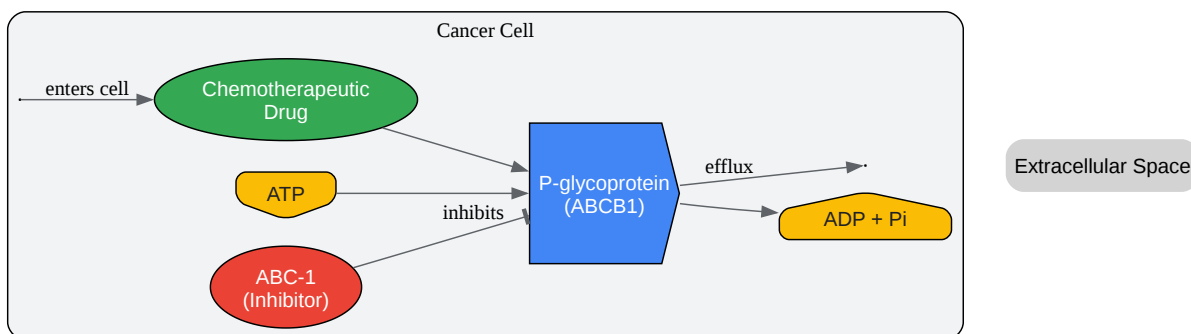 Cancer Cell
enters cell
Chemotherapeutic
Drug
ATP
inhibits
ABC-1
(Inhibitor)
P-glycoprotein
(ABCB1)
efflux
ADP + Pi
Extracellular Space